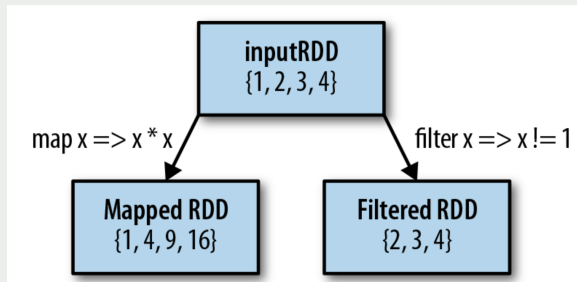 inputRDD
{1, 2, 3, 4}
map x => x * x
filter x => x != 1
Mapped RDD
{1, 4, 9, 16}
Filtered RDD
{2, 3, 4}